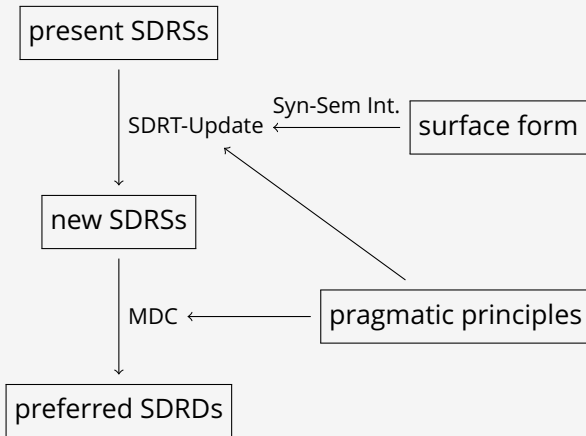 present SDRSs
Syn-Sem Int.
SDRT-Update
surface form
new SDRSs
MDC
pragmatic principles
preferred SDRDs